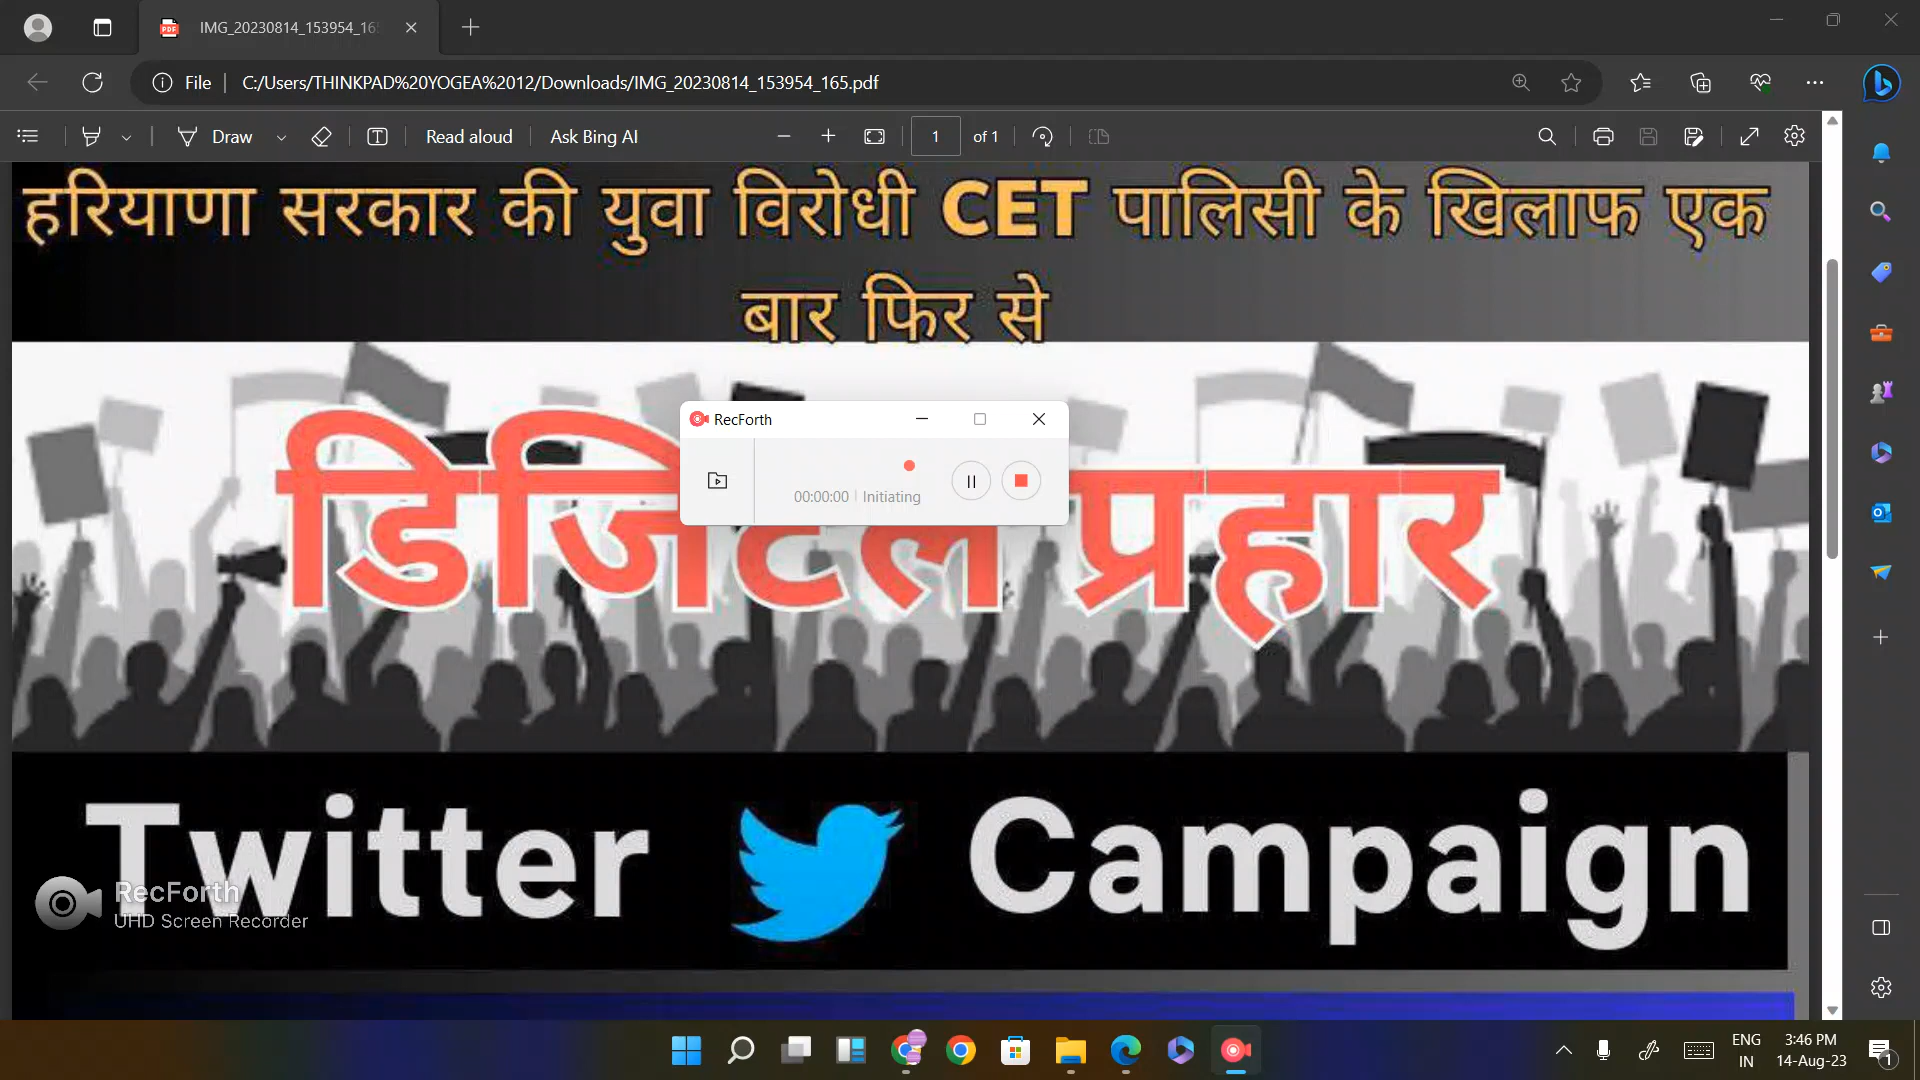 IMG_20230814_153954_16
File
C:/Users/THINKPAD%20YOGEA%2012/Downloads/IMG_20230814_153954_165.pdf
Draw
Read aloud
Ask Bing AI
1
of 1
हरियाणा सरकार की युवा विरोधी CET पालिसी के खिलाफ एक
बार फिर से
RecForth
00:00:00 | Initiating
डिजिटल प्रहार
Twitter Campaign
RecForth
UHD Screen Recorder
ENG
IN
3:46 PM
14-Aug-23
1